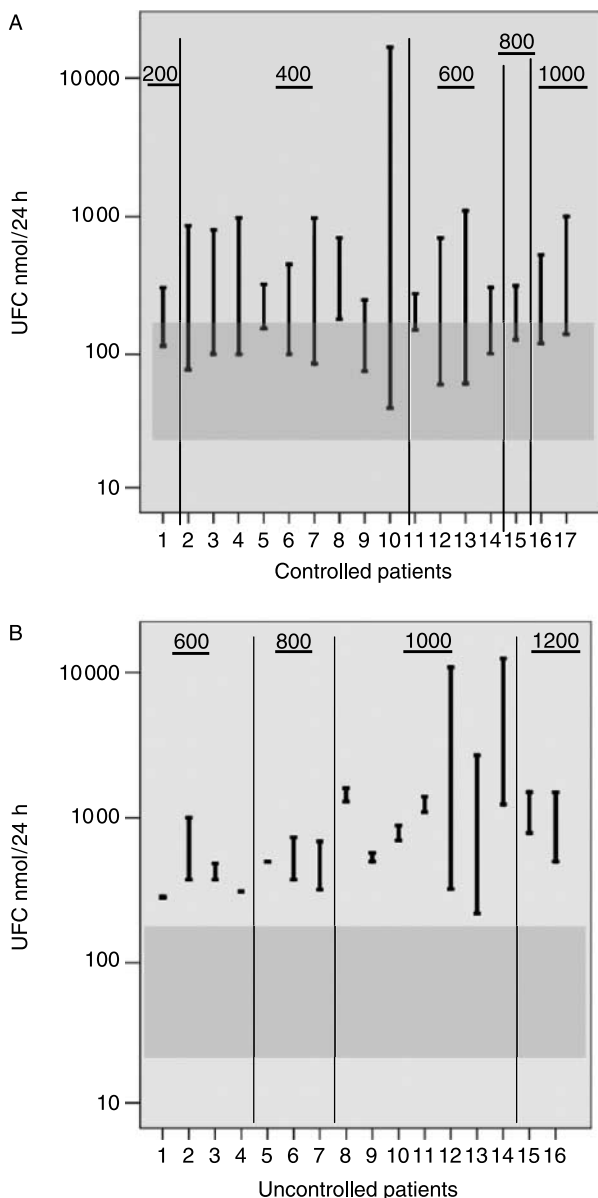 A
200
400
600
800
1000
10000
1000
100
10
UFC nmol/24 h
1 2 3 4 5 6 7 8 9 10 11 12 13 14 15 16 17
Controlled patients
B
600
800
1000
1200
10000
1000
100
10
UFC nmol/24 h
1 2 3 4 5 6 7 8 9 10 11 12 13 14 15 16
Uncontrolled patients